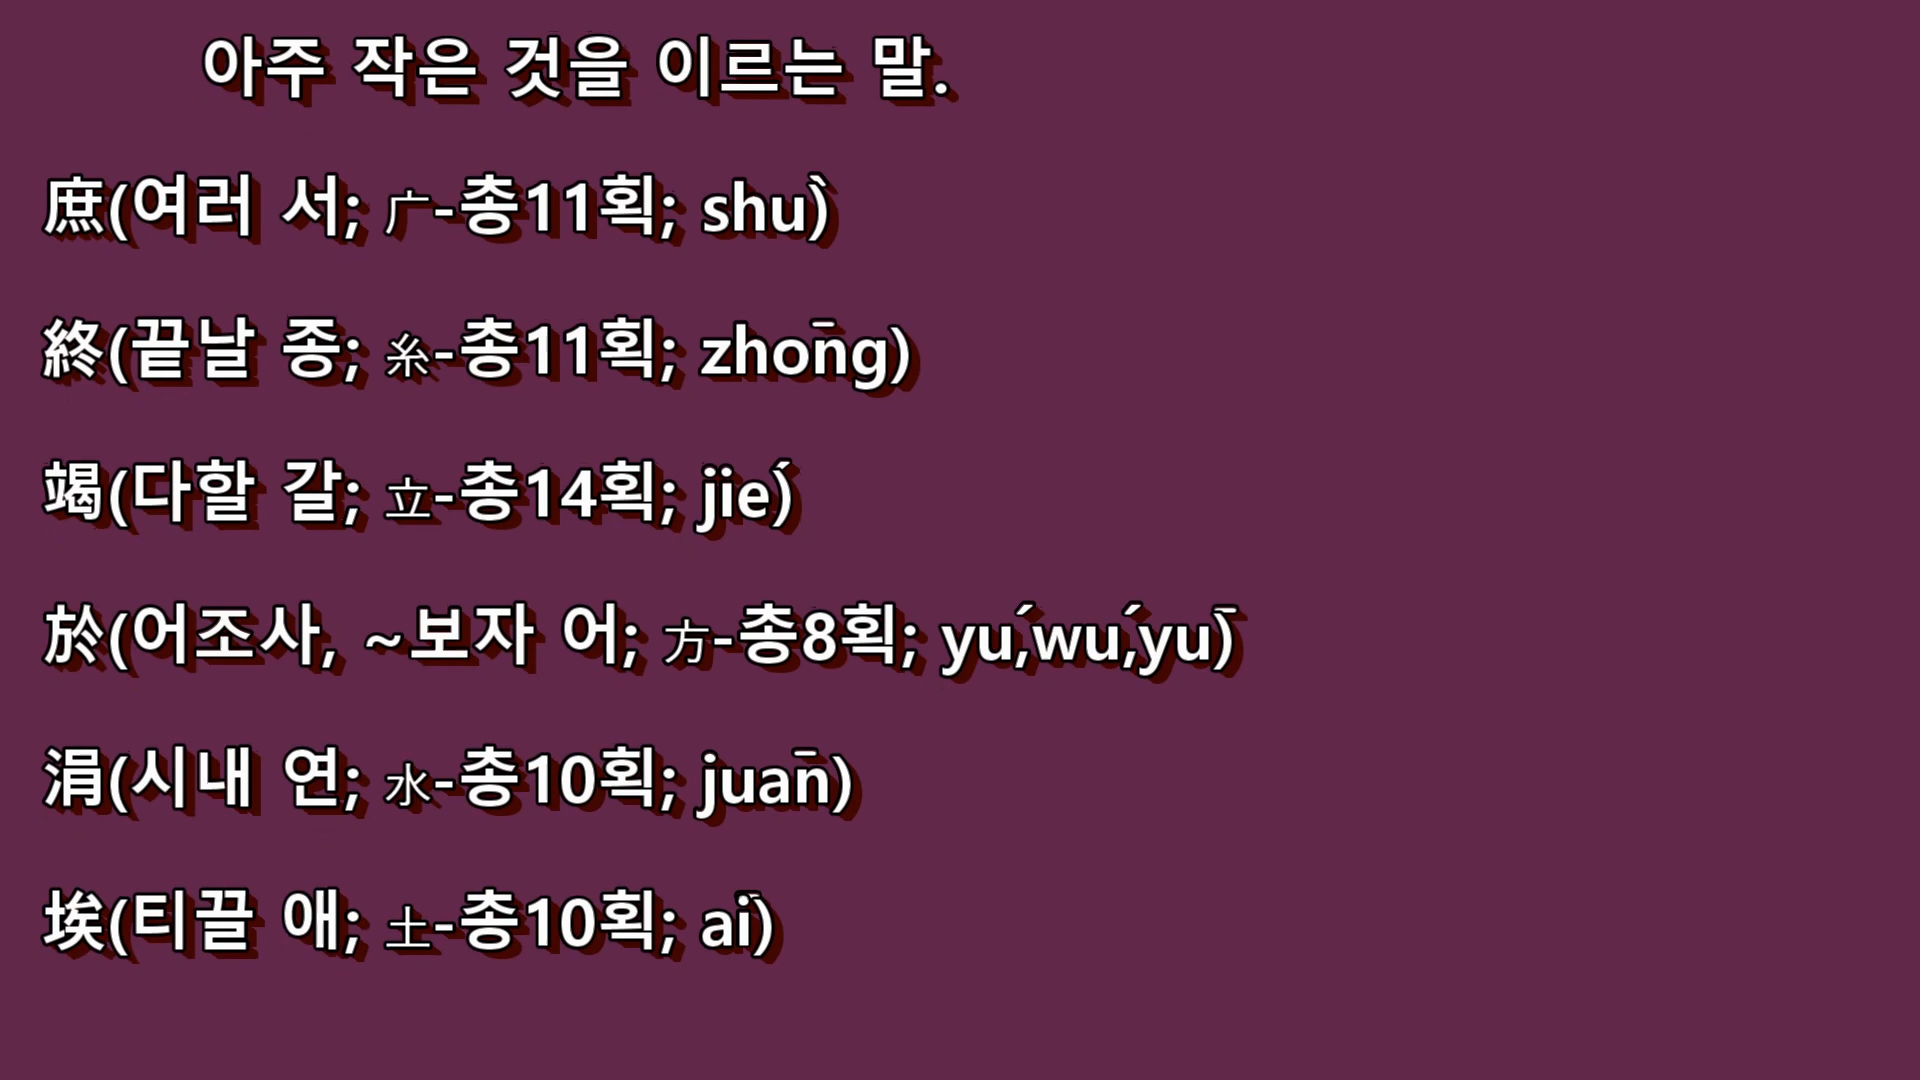 아주 작은 것을 이르는 말.
庶(여러 서; 广-총11획; shù)
終(끝날 종; 糸-총11획; zhon̄g)
竭(다할 갈; 立-총14획; jié)
於(어조사, ~보자 어; 方-총8획; yú,wú,yū)
涓(시내 연; 水-총10획; juan̄)
埃(티끌 애; 土-총10획; aī)